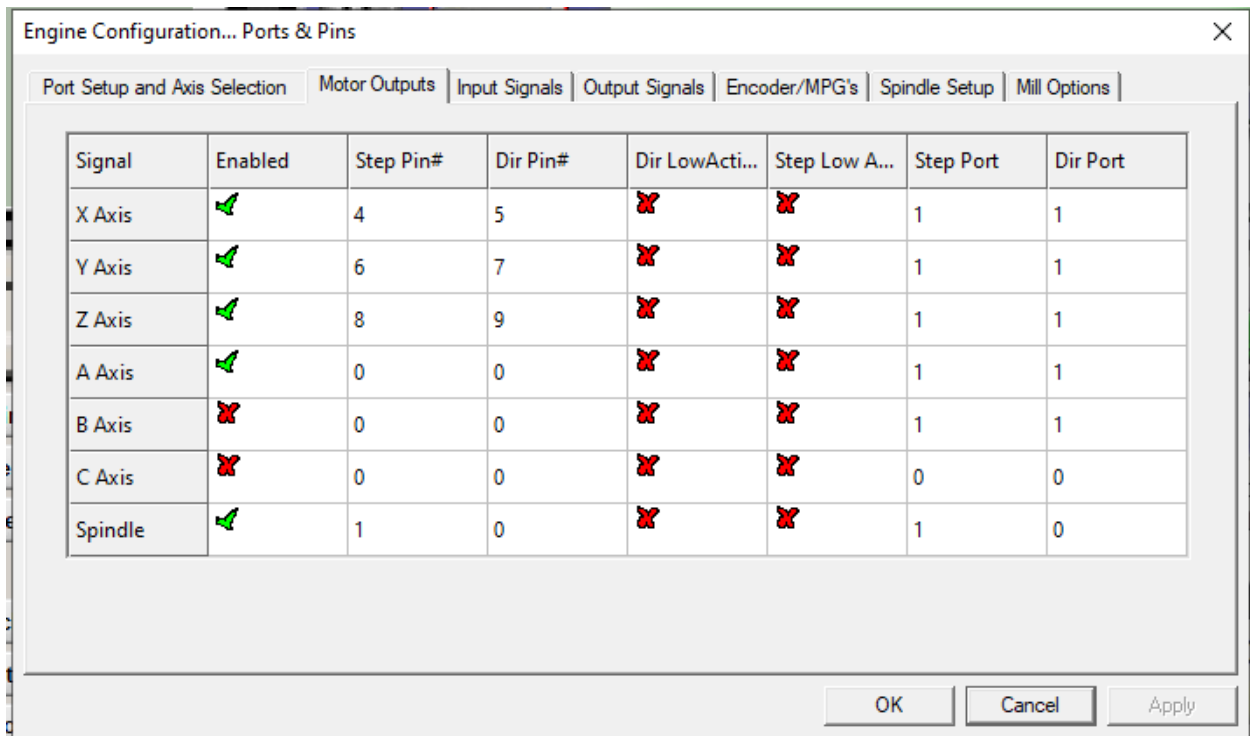 Engine Configuration... Ports & Pins
Port Setup and Axis Selection Motor Outputs Input Signals Output Signals Encoder/MPG's Spindle Setup Mill Options
Signal Enabled Step Pin# Dir Pin# Dir LowActi... Step Low A... Step Port Dir Port
X Axis 4 5 1 1
Y Axis 6 7 1 1
Z Axis 8 9 1 1
A Axis 0 0 1 1
B Axis 0 0 1 1
C Axis 0 0 0 0
Spindle 1 0 1 0
OK Cancel Apply